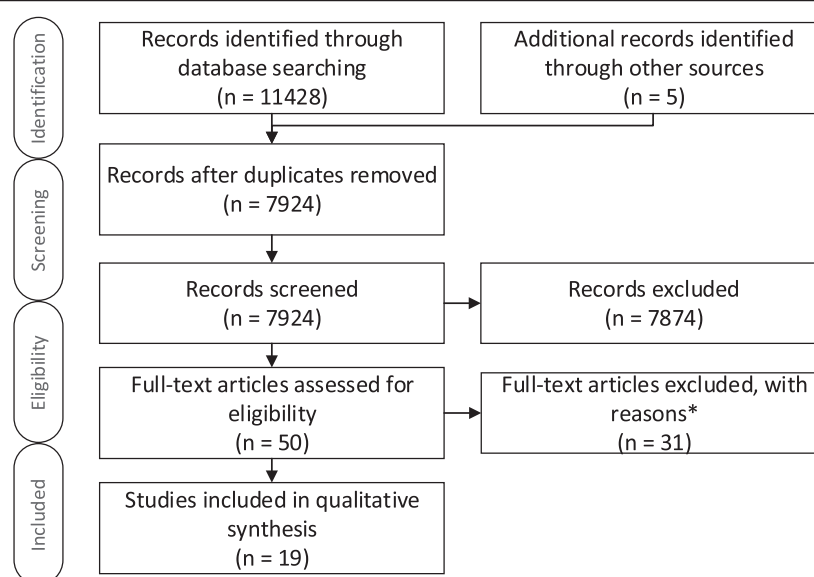 Identification
Records identified through
database searching
(n = 11428)
Additional records identified
through other sources
(n = 5)
Screening
Records after duplicates removed
(n = 7924)
Records screened
(n = 7924)
Records excluded
(n = 7874)
Eligibility
Full-text articles assessed for
eligibility
(n = 50)
Full-text articles excluded, with
reasons*
(n = 31)
Included
Studies included in qualitative
synthesis
(n = 19)